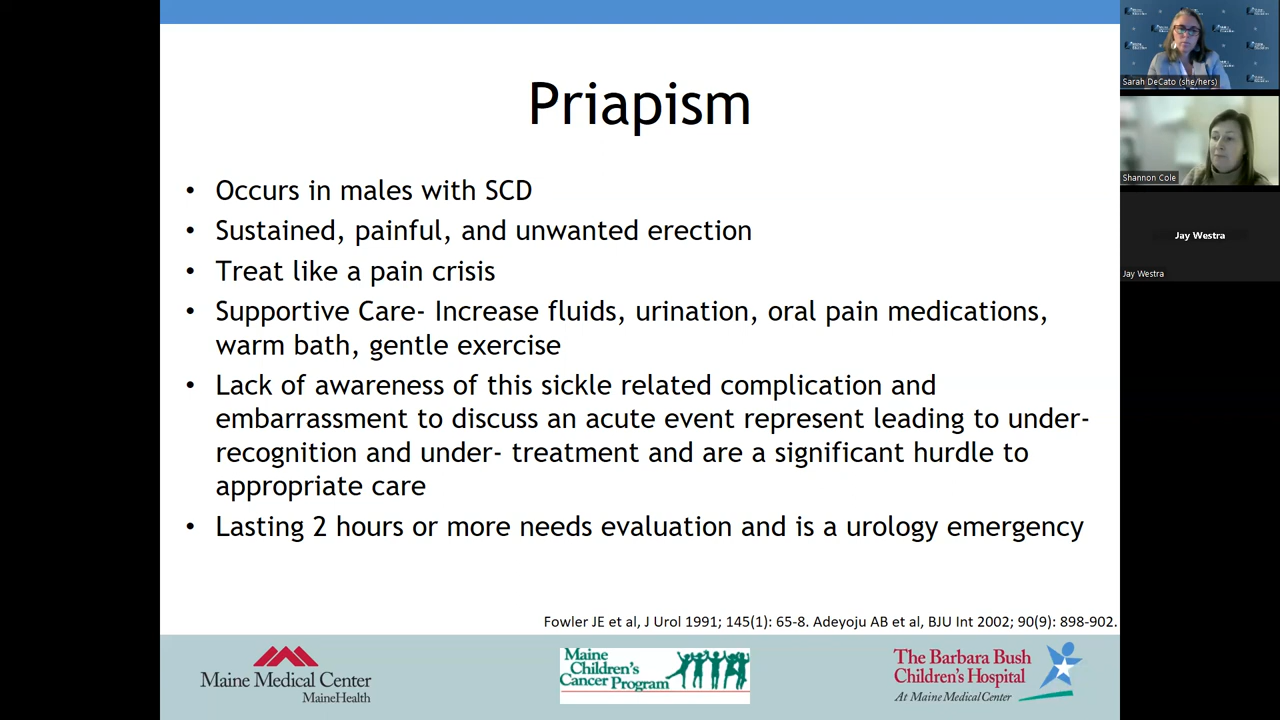 Priapism
• Occurs in males with SCD
• Sustained, painful, and unwanted erection
• Treat like a pain crisis
• Supportive Care- Increase fluids, urination, oral pain medications,
warm bath, gentle exercise
• Lack of awareness of this sickle related complication and
embarrassment to discuss an acute event represent leading to under-
recognition and under- treatment and are a significant hurdle to
appropriate care
• Lasting 2 hours or more needs evaluation and is a urology emergency
Fowler JE et al, J Urol 1991; 145(1): 65-8. Adeyoju AB et al, BJU Int 2002; 90(9): 898-902.
Maine Medical Center
MaineHealth
Maine
Children's
Cancer Program
The Barbara Bush
Children's Hospital
At Maine Medical Center
Sarah DeCato (she/hers)
Shannon Cole
Jay Westra
Jay Westra